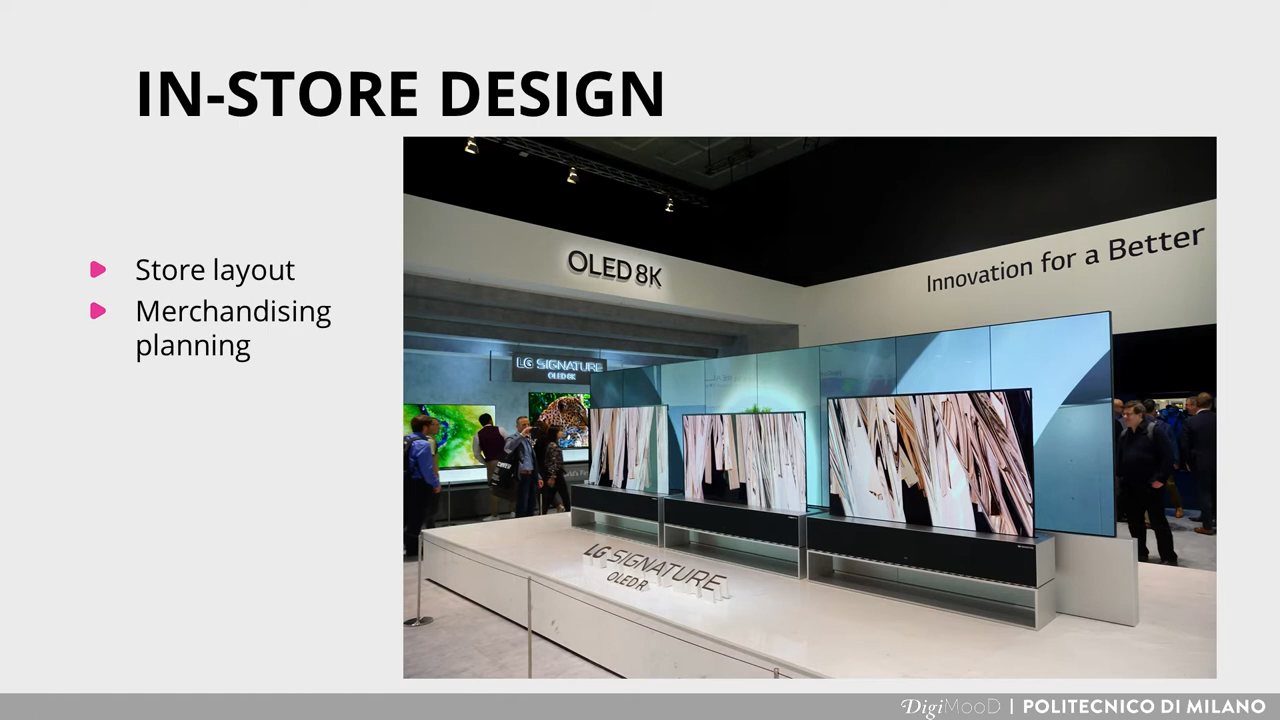 IN-STORE DESIGN
Store layout
Merchandising
planning
OLED 8K
Innovation for a Better
LG SIGNATURE
OLED 8K
LG SIGNATURE
OLED R
DigiMooD | POLITECNICO DI MILANO